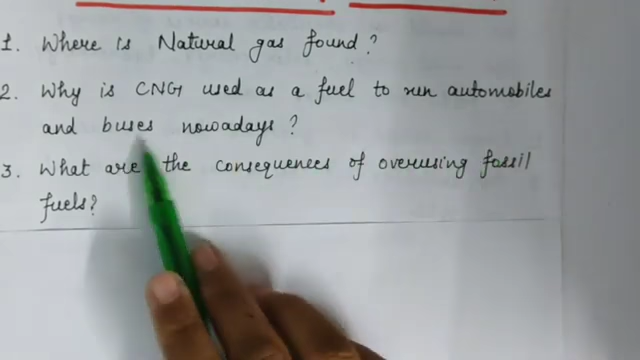 1. Where is Natural gas found?
2. Why is CNG used as a fuel to run automobiles
and buses nowadays?
3. What are the consequences of overusing fossil
fuels?